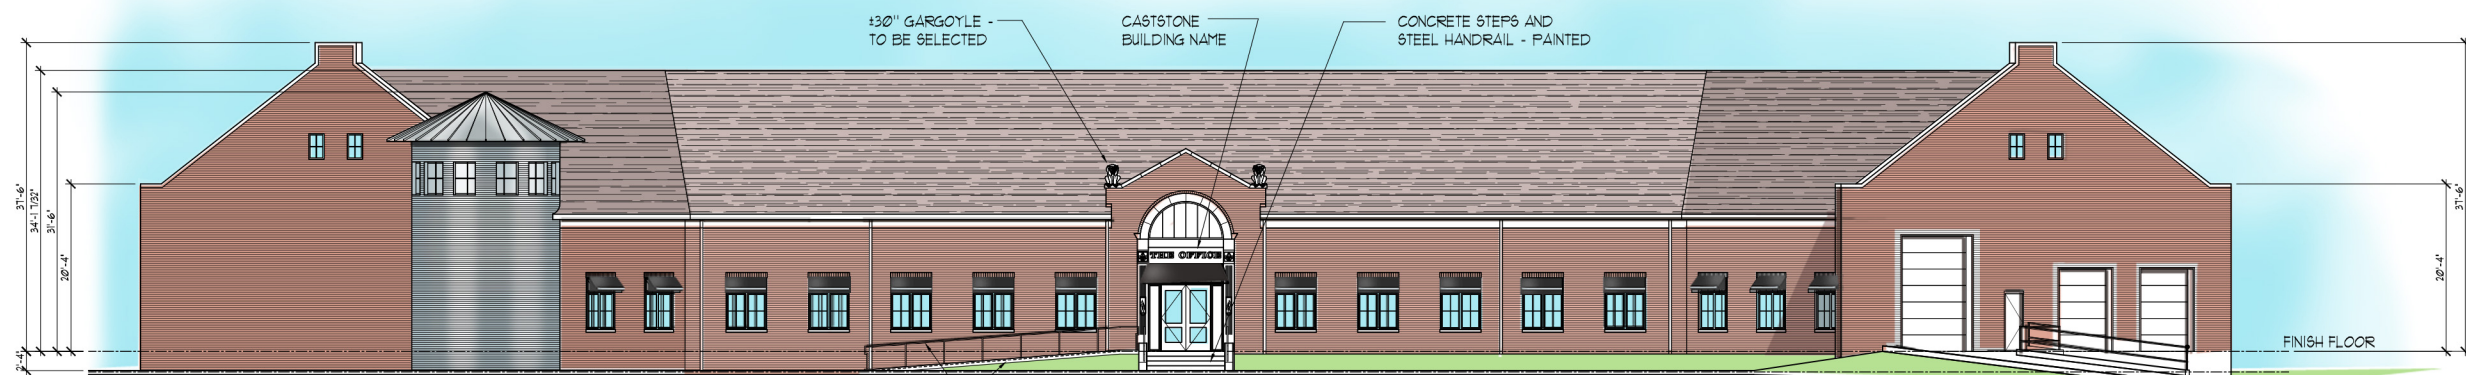 ±30" GARGOYLE -
TO BE SELECTED
CASTSTONE
BUILDING NAME
CONCRETE STEPS AND
STEEL HANDRAIL - PAINTED
37'-6"
34'-1 7/32"
31'-6"
20'-4"
2'-4"
THE OFFICE
37'-6"
20'-4"
FINISH FLOOR